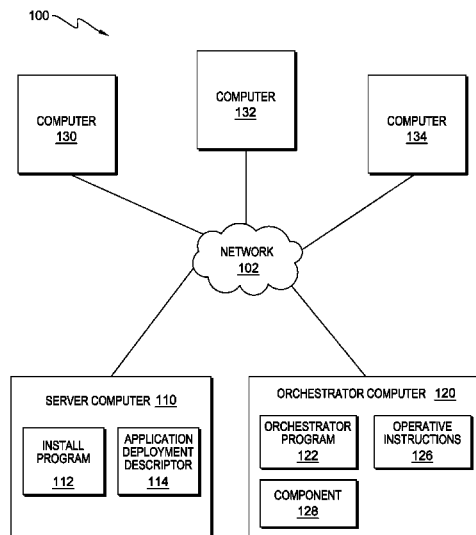 100
COMPUTER
130
COMPUTER
132
COMPUTER
134
NETWORK
102
SERVER COMPUTER 110
INSTALL
PROGRAM
112
APPLICATION
DEPLOYMENT
DESCRIPTOR
114
ORCHESTRATOR COMPUTER 120
ORCHESTRATOR
PROGRAM
122
OPERATIVE
INSTRUCTIONS
126
COMPONENT
128